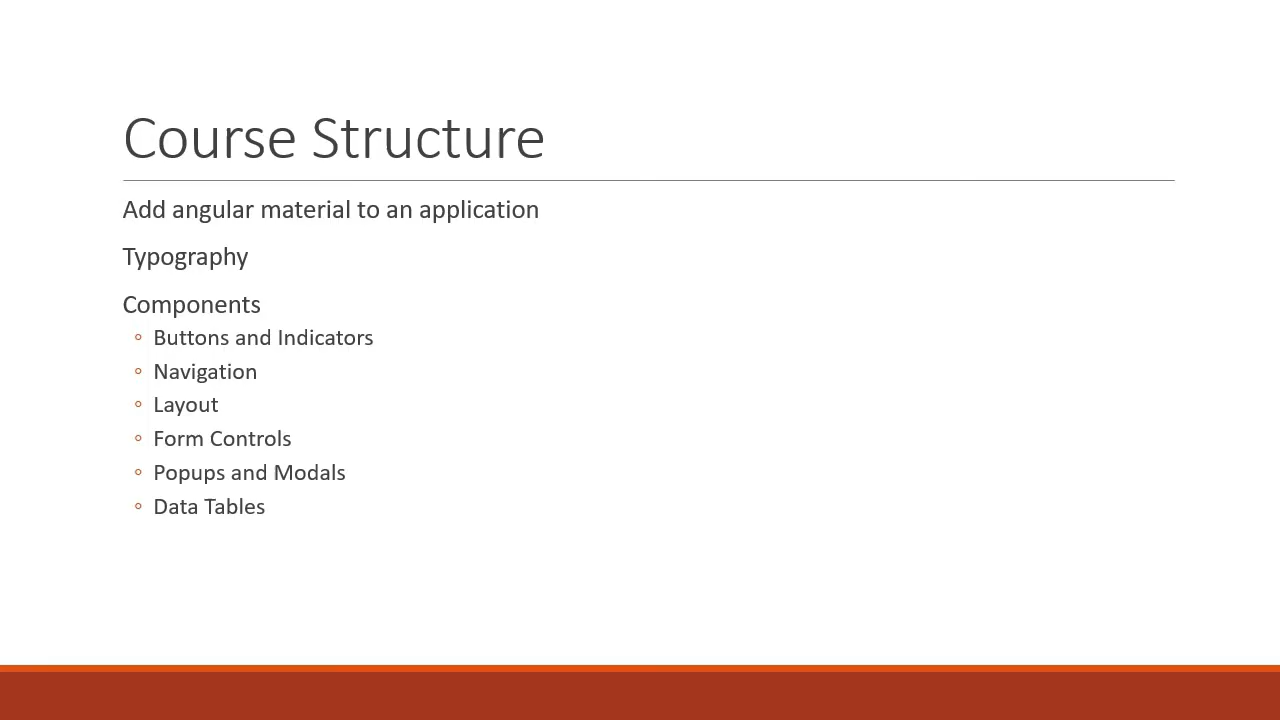 Course Structure
Add angular material to an application
Typography
Components
◦ Buttons and Indicators
◦ Navigation
◦ Layout
◦ Form Controls
◦ Popups and Modals
◦ Data Tables